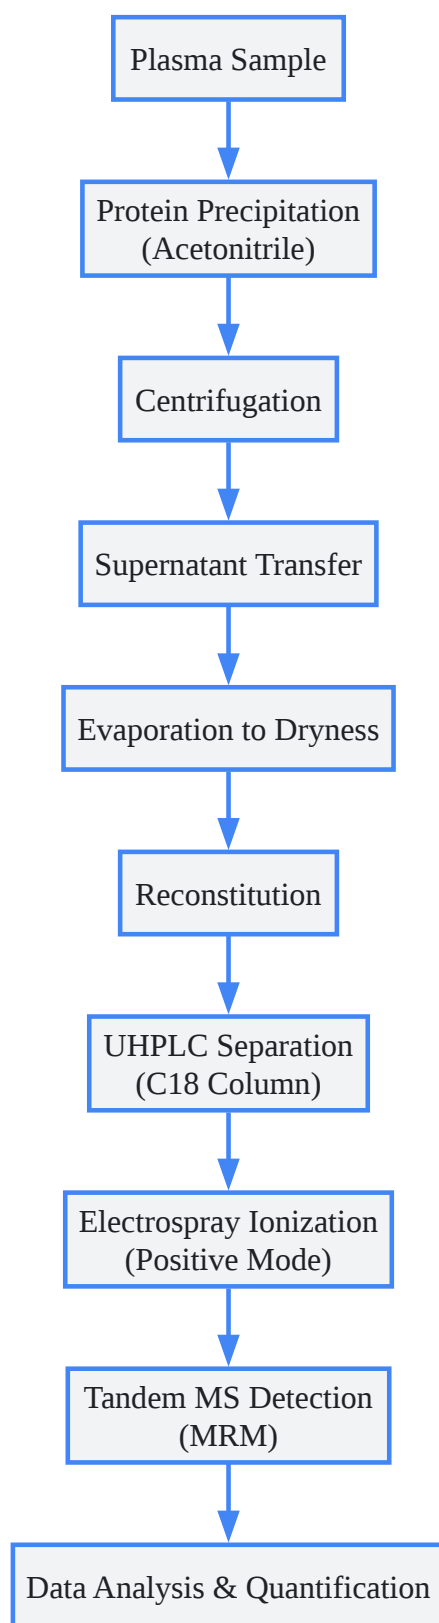 Plasma Sample
Protein Precipitation
(Acetonitrile)
Centrifugation
Supernatant Transfer
Evaporation to Dryness
Reconstitution
UHPLC Separation
(C18 Column)
Electrospray Ionization
(Positive Mode)
Tandem MS Detection
(MRM)
Data Analysis & Quantification